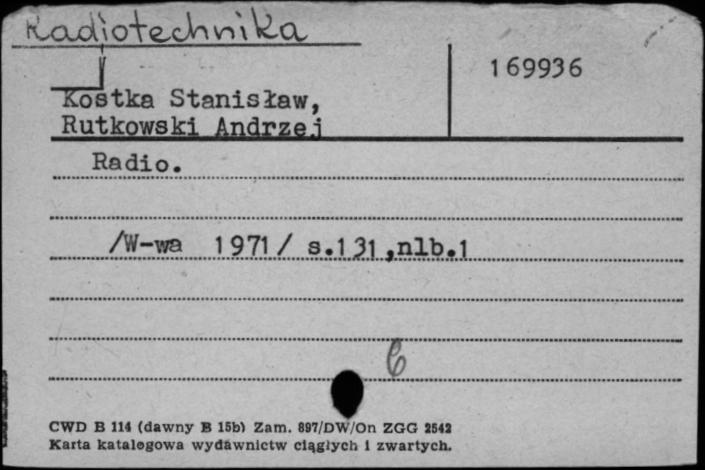 Radiotechnika
169936
Kostka Stanisław,
Rutkowski Andrzej
Radio.
/W-wa 1971/ s.131,nlb.1
CWD B 114 (dawny B 15b) Zam. 897/DW/On ZGG 2542
Karta katalogowa wydawnictw ciągłych i zwartych.